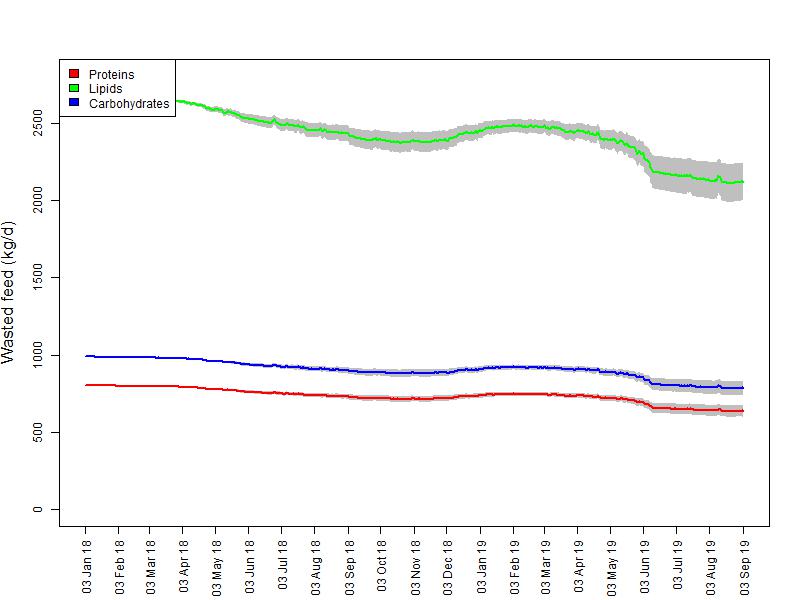 Proteins
Lipids
Carbohydrates
Wasted feed (kg/d)
2500
2000
1500
1000
500
0
03 Jan 18
03 Feb 18
03 Mar 18
03 Apr 18
03 May 18
03 Jun 18
03 Jul 18
03 Aug 18
03 Sep 18
03 Oct 18
03 Nov 18
03 Dec 18
03 Jan 19
03 Feb 19
03 Mar 19
03 Apr 19
03 May 19
03 Jun 19
03 Jul 19
03 Aug 19
03 Sep 19